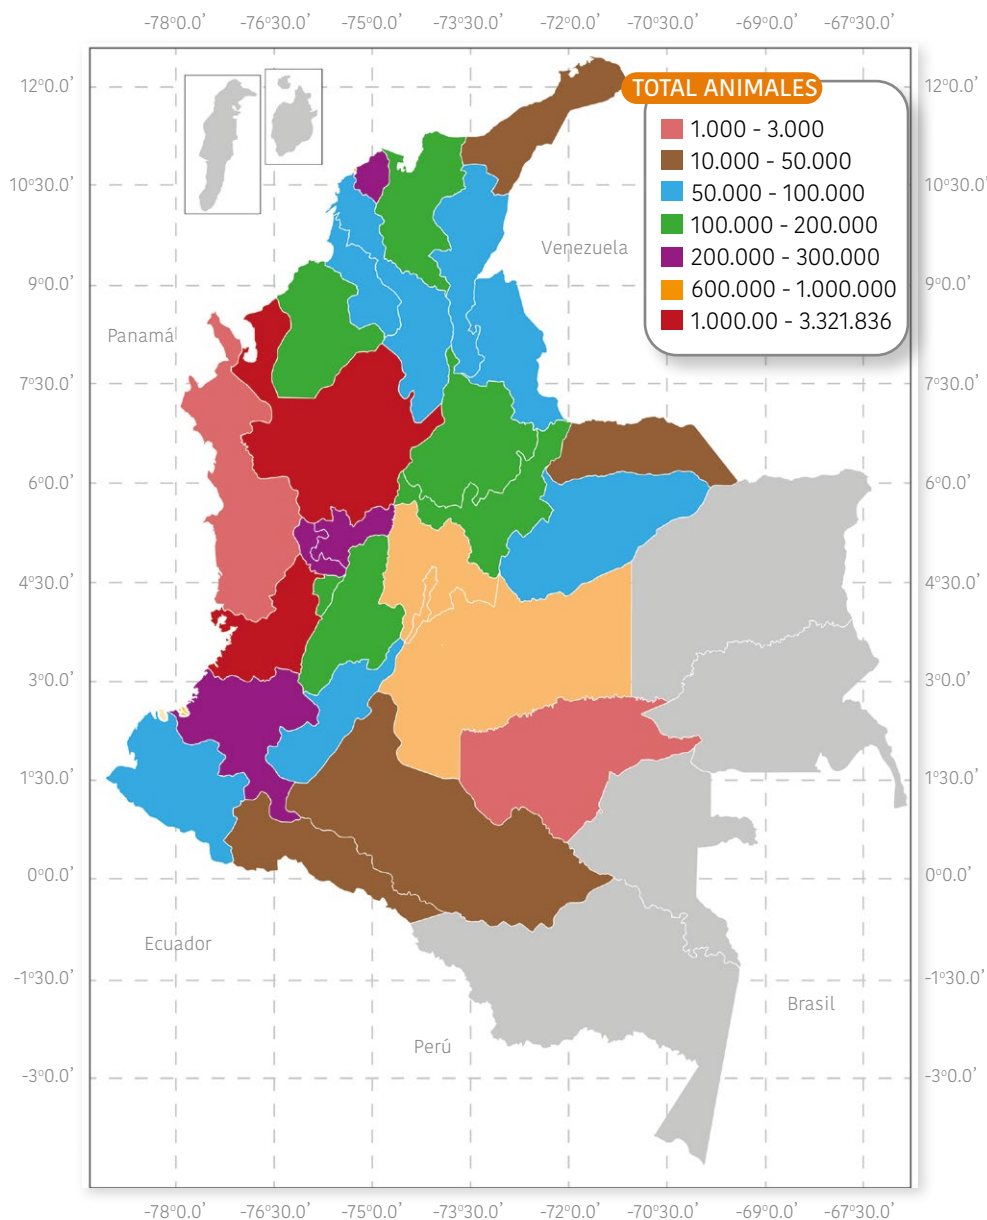 -78º0.0’ -76º30.0’ -75º0.0’ -73º30.0’ -72º0.0’ -70º30.0’ -69º0.0’ -67º30.0’
12º0.0’ 12º0.0’
TOTAL ANIMALES
1.000 - 3.000
10.000 - 50.000
50.000 - 100.000
100.000 - 200.000
200.000 - 300.000
600.000 - 1.000.000
1.000.00 - 3.321.836
10º30.0’ 10º30.0’
Venezuela
9º0.0’ 9º0.0’
Panamá
7º30.0’ 7º30.0’
6º0.0’ 6º0.0’
4º30.0’ 4º30.0’
3º0.0’ 3º0.0’
1º30.0’ 1º30.0’
0º0.0’ 0º0.0’
Ecuador
-1º30.0’ -1º30.0’
Brasil
Perú
-3º0.0’ -3º0.0’
-78º0.0’ -76º30.0’ -75º0.0’ -73º30.0’ -72º0.0’ -70º30.0’ -69º0.0’ -67º30.0’